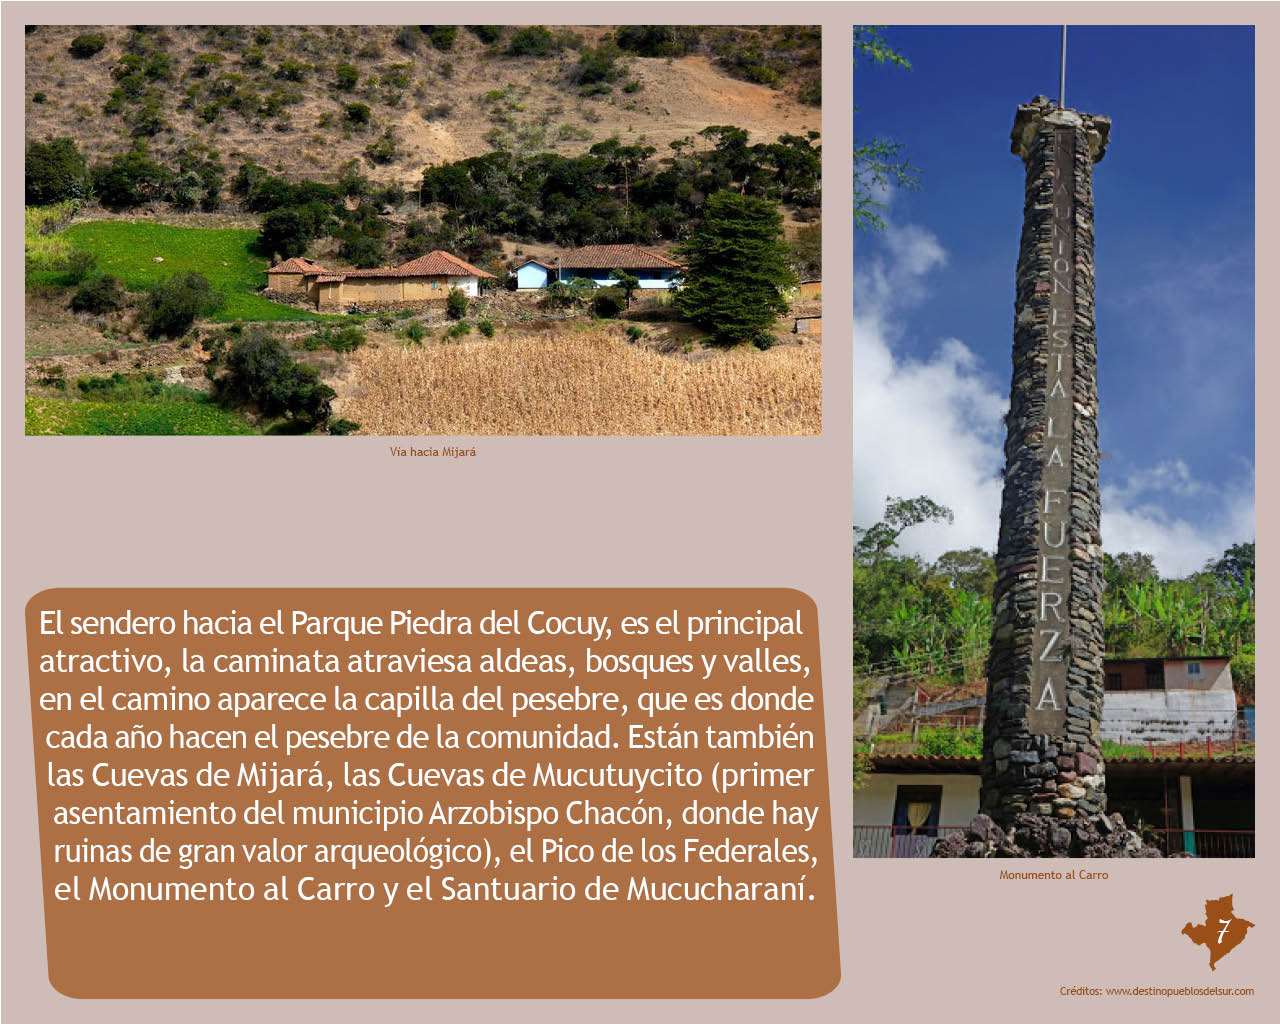 Vía hacia Mijará
UNION ESTA LA FUERZA
Monumento al Carro
El sendero hacia el Parque Piedra del Cocuy, es el principal
atractivo, la caminata atraviesa aldeas, bosques y valles,
en el camino aparece la capilla del pesebre, que es donde
cada año hacen el pesebre de la comunidad. Están también
las Cuevas de Mijará, las Cuevas de Mucutuycito (primer
asentamiento del municipio Arzobispo Chacón, donde hay
ruinas de gran valor arqueológico), el Pico de los Federales,
el Monumento al Carro y el Santuario de Mucucharaní.
7
Créditos: www.destinopueblosdelsur.com